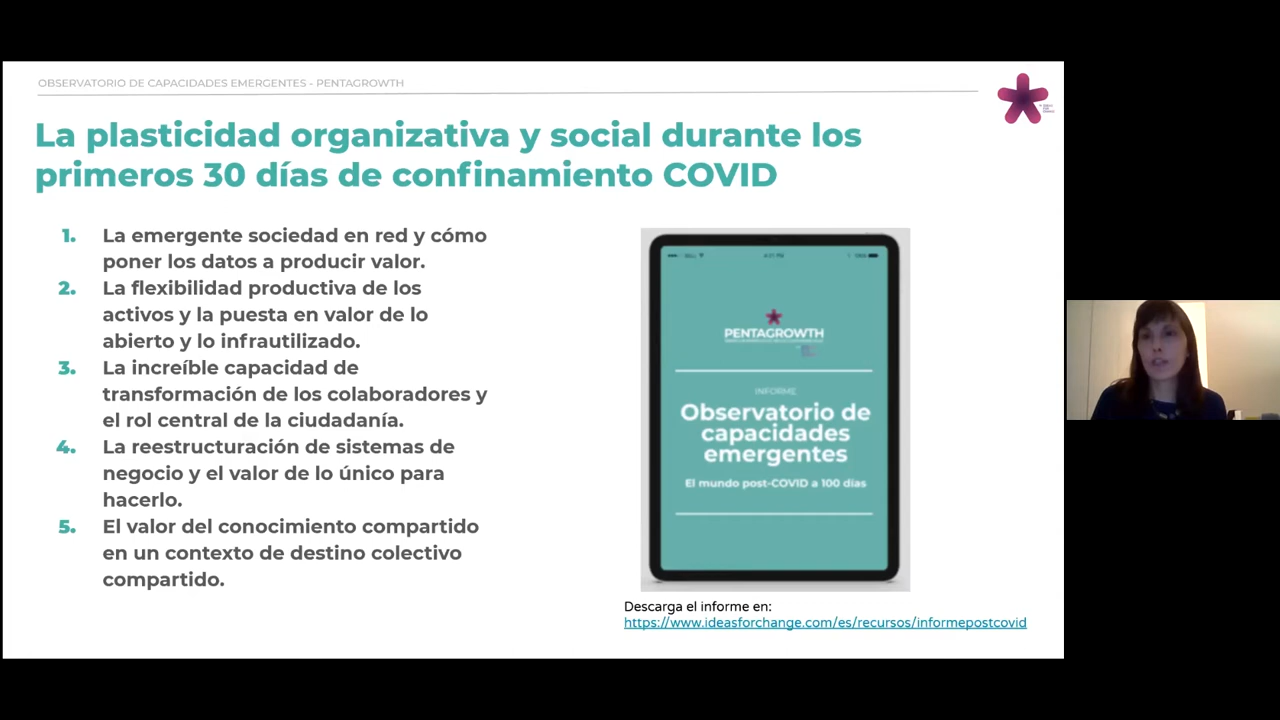 OBSERVATORIO DE CAPACIDADES EMERGENTES - PENTAGROWTH
La plasticidad organizativa y social durante los
primeros 30 días de confinamiento COVID
1. La emergente sociedad en red y cómo
poner los datos a producir valor.
2. La flexibilidad productiva de los
activos y la puesta en valor de lo
abierto y lo infrautilizado.
3. La increíble capacidad de
transformación de los colaboradores y
el rol central de la ciudadanía.
4. La reestructuración de sistemas de
negocio y el valor de lo único para
hacerlo.
5. El valor del conocimiento compartido
en un contexto de destino colectivo
compartido.
PENTAGROWTH
INFORME
Observatorio de
capacidades
emergentes
El mundo post-COVID a 100 días
Descarga el informe en:
https://www.ideasforchange.com/es/recursos/informepostcovid